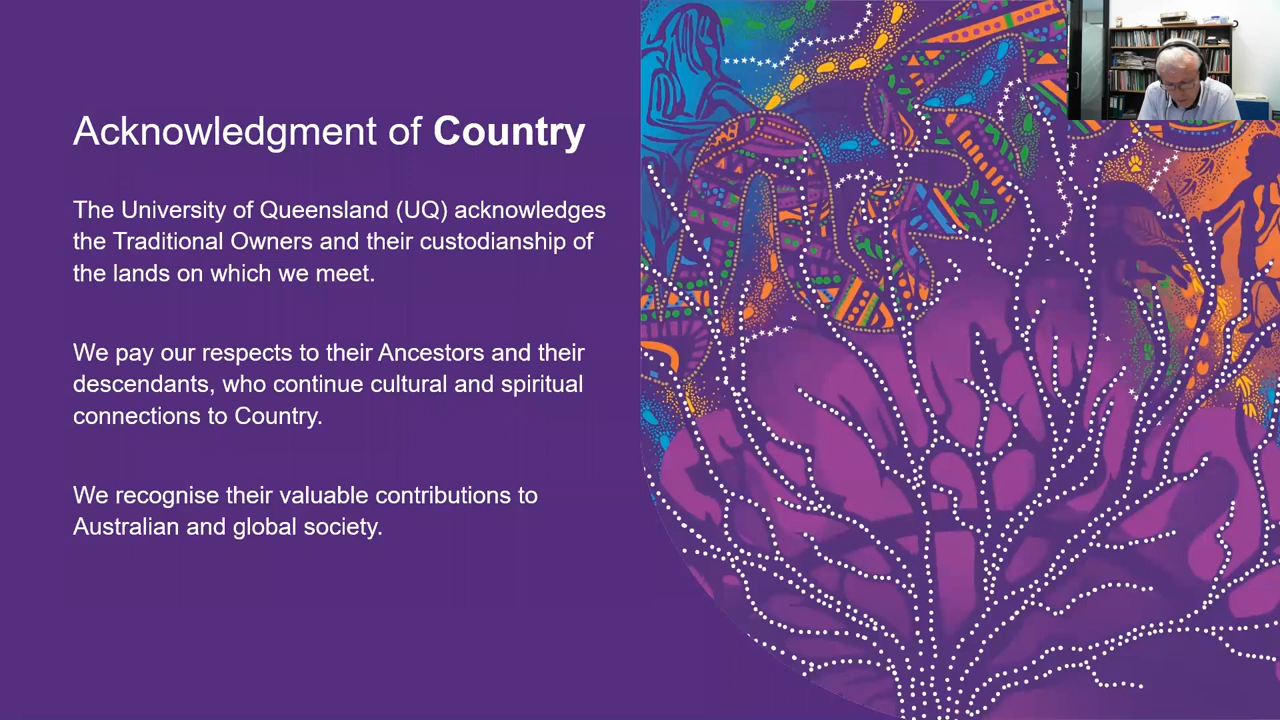 Acknowledgment of Country
The University of Queensland (UQ) acknowledges
the Traditional Owners and their custodianship of
the lands on which we meet.
We pay our respects to their Ancestors and their
descendants, who continue cultural and spiritual
connections to Country.
We recognise their valuable contributions to
Australian and global society.